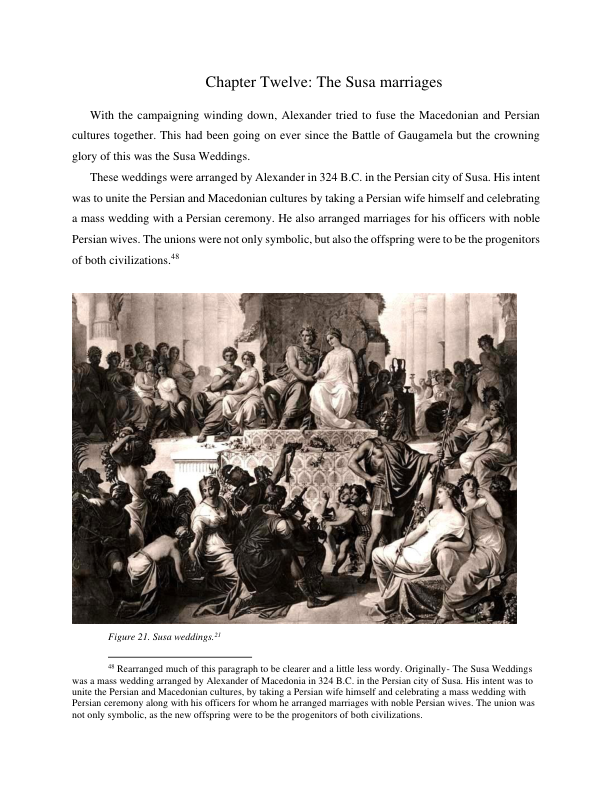 Chapter Twelve: The Susa marriages
With the campaigning winding down, Alexander tried to fuse the Macedonian and Persian
cultures together. This had been going on ever since the Battle of Gaugamela but the crowning
glory of this was the Susa Weddings.
These weddings were arranged by Alexander in 324 B.C. in the Persian city of Susa. His intent
was to unite the Persian and Macedonian cultures by taking a Persian wife himself and celebrating
a mass wedding with a Persian ceremony. He also arranged marriages for his officers with noble
Persian wives. The unions were not only symbolic, but also the offspring were to be the progenitors
of both civilizations.48
Figure 21. Susa weddings.21
48 Rearranged much of this paragraph to be clearer and a little less wordy. Originally- The Susa Weddings
was a mass wedding arranged by Alexander of Macedonia in 324 B.C. in the Persian city of Susa. His intent was to
unite the Persian and Macedonian cultures, by taking a Persian wife himself and celebrating a mass wedding with
Persian ceremony along with his officers for whom he arranged marriages with noble Persian wives. The union was
not only symbolic, as the new offspring were to be the progenitors of both civilizations.